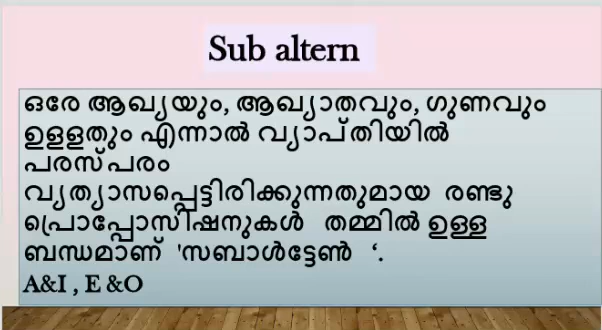 Sub altern
ഒരേ ആഖ്യയും, ആഖ്യാതവും, ഗുണവും
ഉള്ളതും എന്നാൽ വ്യാപ്തിയിൽ
പരസ്പരം
വ്യത്യാസപ്പെട്ടിരിക്കുന്നതുമായ രണ്ടു
പ്രൊപ്പോസിഷനുകൾ തമ്മിൽ ഉള്ള
ബന്ധമാണ് 'സബാൾട്ടേൺ ‘.
A&I , E &O